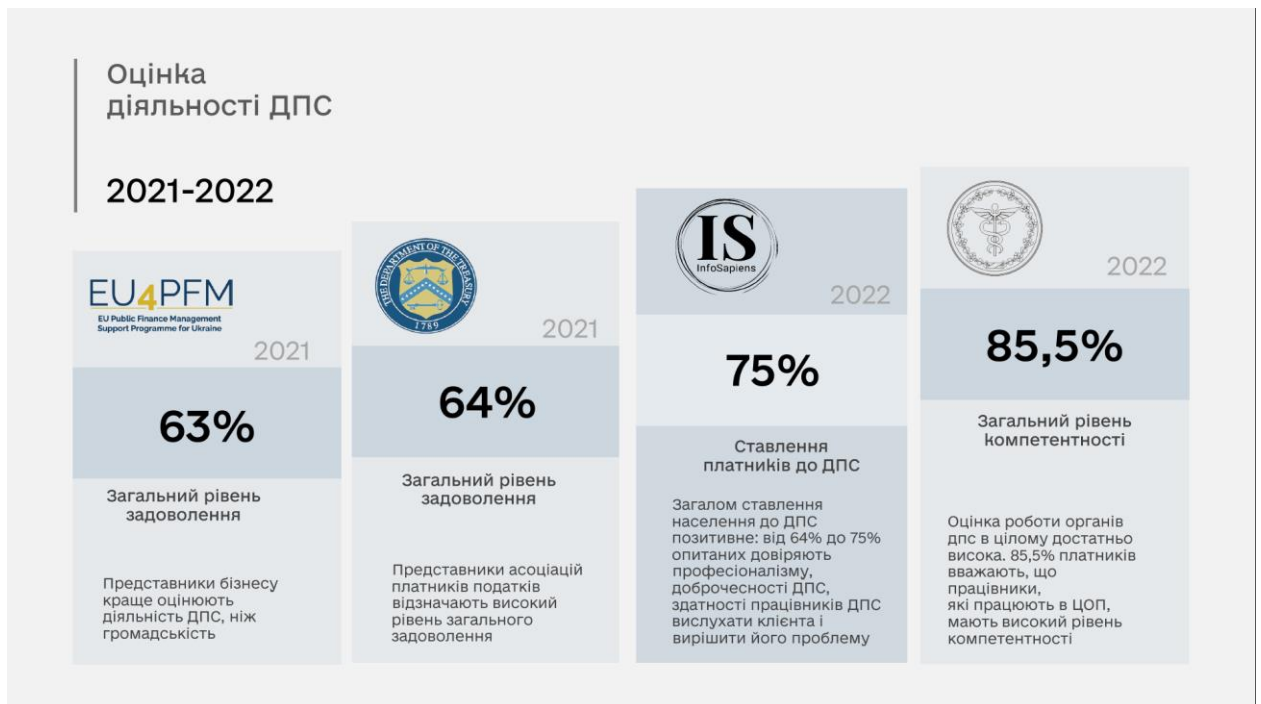 Оцінка
діяльності ДПС
2021-2022
EU4PFM
EU Public Finance Management
Support Programme for Ukraine
2021
63%
Загальний рівень
задоволення
Представники бізнесу
краще оцінюють
діяльність ДПС, ніж
громадськість
THE DEPARTMENT OF THE TREASURY
1789
2021
64%
Загальний рівень
задоволення
Представники асоціацій
платників податків
відзначають високий
рівень загального
задоволення
IS
InfoSapiens
2022
75%
Ставлення
платників до ДПС
Загалом ставлення
населення до ДПС
позитивне: від 64% до 75%
опитаних довіряють
професіоналізму,
доброчесності ДПС,
здатності працівників ДПС
вислухати клієнта і
вирішити його проблему
2022
85,5%
Загальний рівень
компетентності
Оцінка роботи органів
дпс в цілому достатньо
висока. 85,5% платників
вважають, що
працівники,
які працюють в ЦОП,
мають високий рівень
компетентності